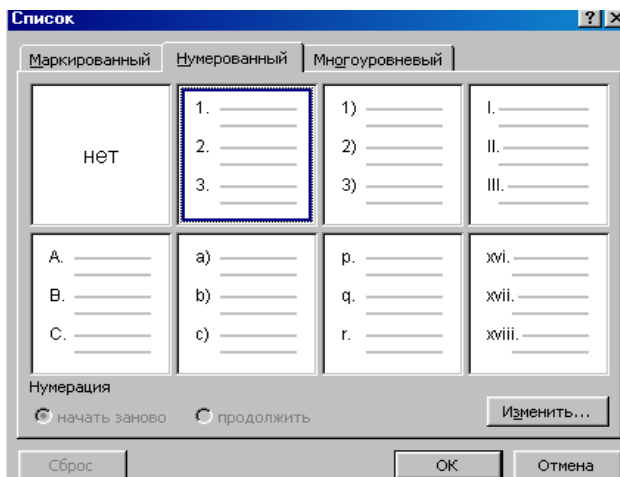 Список
Маркированный Нумерованный Многоуровневый
нет
1.
2.
3.
1)
2)
3)
I.
II.
III.
A.
B.
C.
a)
b)
c)
p.
q.
r.
xvi.
xvii.
xviii.
Нумерация
начать заново продолжить Изменить...
Сброс ОК Отмена